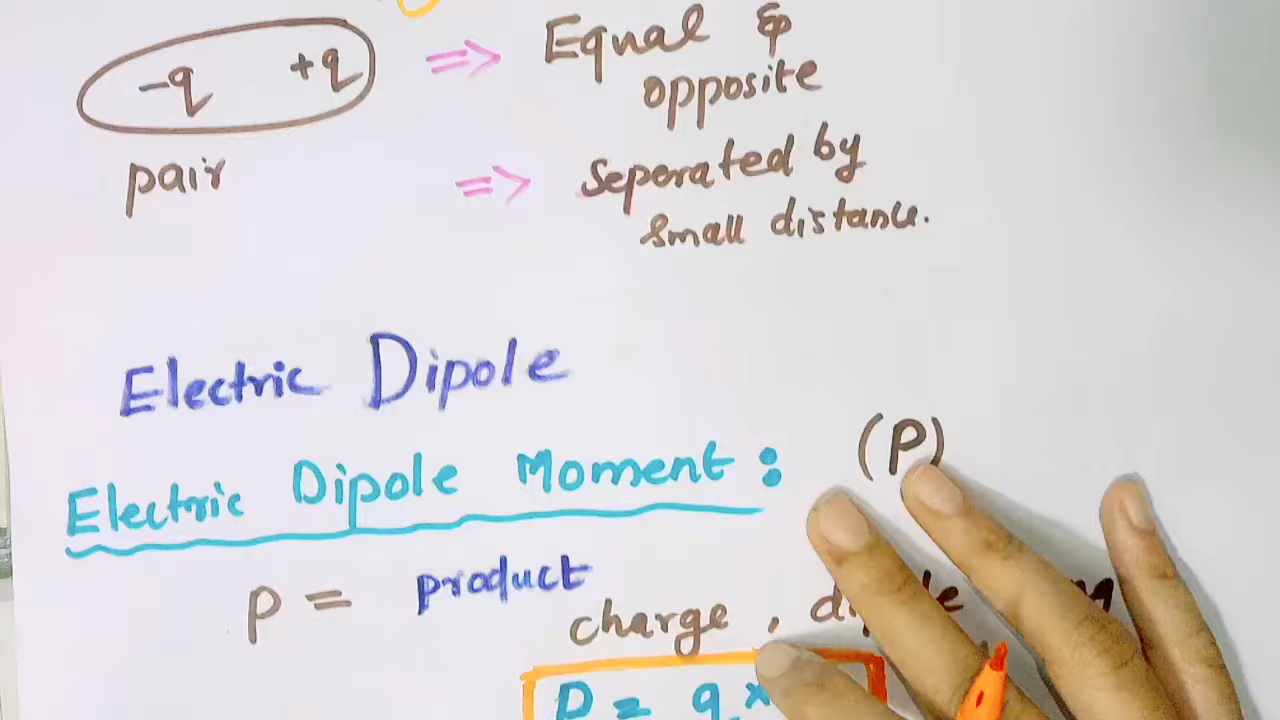 -q +q => Equal &
opposite
pair => Seperated by
small distance.
Electric Dipole
Electric Dipole Moment : (P)
P = product
charge ,
P = q ×